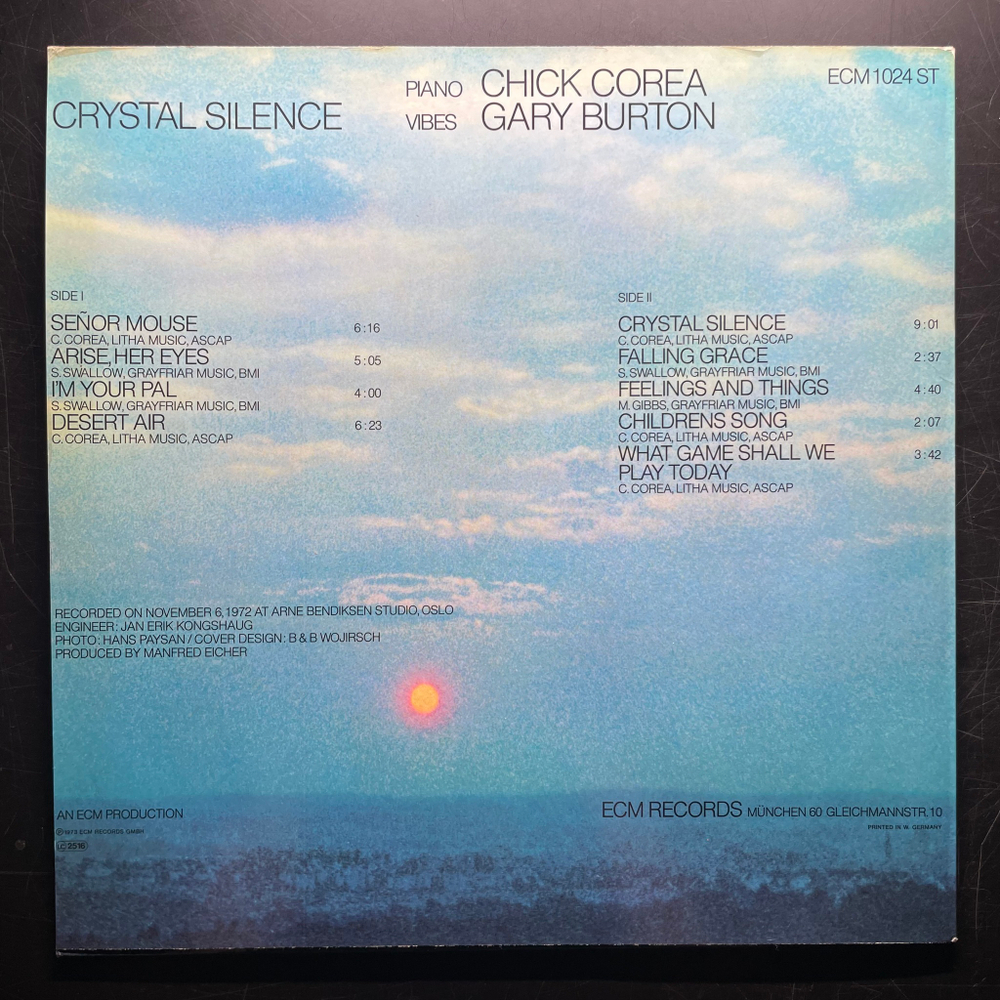 PIANO CHICK COREA
ECM 1024 ST
CRYSTAL SILENCE
VIBES GARY BURTON
SIDE I
SEÑOR MOUSE 6:16
C. COREA, LITHA MUSIC, ASCAP
ARISE, HER EYES 5:05
S. SWALLOW, GRAYFRIAR MUSIC, BMI
I'M YOUR PAL 4:00
S. SWALLOW, GRAYFRIAR MUSIC, BMI
DESERT AIR 6:23
C. COREA, LITHA MUSIC, ASCAP
SIDE II
CRYSTAL SILENCE 9:01
C. COREA, LITHA MUSIC, ASCAP
FALLING GRACE 2:37
S. SWALLOW, GRAYFRIAR MUSIC, BMI
FEELINGS AND THINGS 4:40
M. GIBBS, GRAYFRIAR MUSIC, BMI
CHILDRENS SONG 2:07
C. COREA, LITHA MUSIC, ASCAP
WHAT GAME SHALL WE 3:42
PLAY TODAY
C. COREA, LITHA MUSIC, ASCAP
RECORDED ON NOVEMBER 6, 1972 AT ARNE BENDIKSEN STUDIO, OSLO
ENGINEER: JAN ERIK KONGSHAUG
PHOTO: HANS PAYSAN / COVER DESIGN: B & B WOJIRSCH
PRODUCED BY MANFRED EICHER
AN ECM PRODUCTION
℗ 1973 ECM RECORDS GMBH
LC 2516
ECM RECORDS MÜNCHEN 60 GLEICHMANNSTR. 10
PRINTED IN W. GERMANY